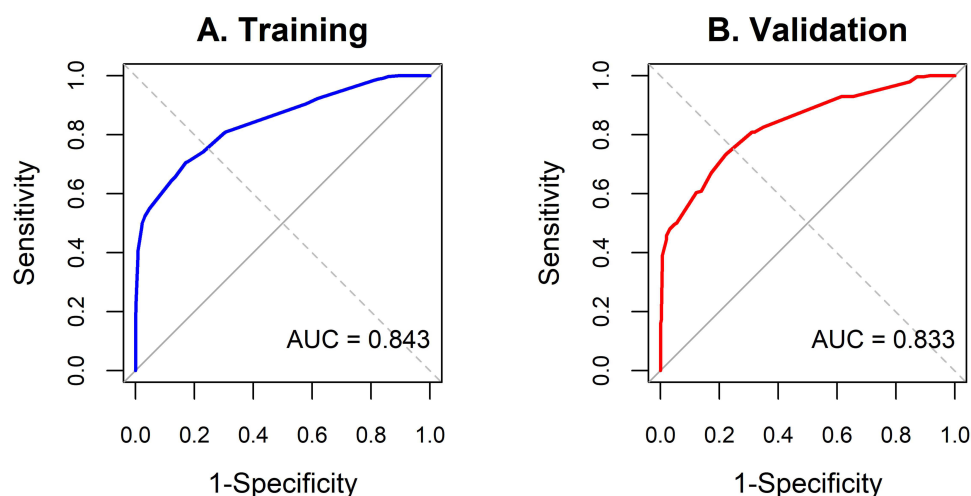 A. Training
Sensitivity
1.0
0.8
0.6
0.4
0.2
0.0
AUC = 0.843
0.0 0.2 0.4 0.6 0.8 1.0
1-Specificity
B. Validation
Sensitivity
1.0
0.8
0.6
0.4
0.2
0.0
AUC = 0.833
0.0 0.2 0.4 0.6 0.8 1.0
1-Specificity